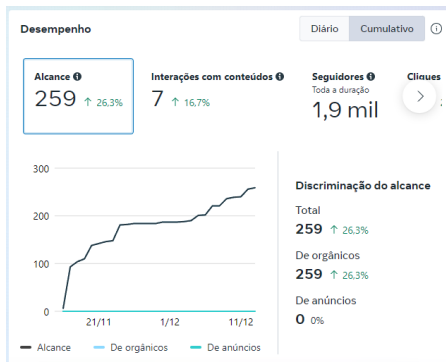 Desempenho
Diário Cumulativo
Alcance
259 ↑ 26,3%
Interações com conteúdos
7 ↑ 16,7%
Seguidores
Toda a duração
1,9 mil
Cliques
300
200
100
0
21/11 1/12 11/12
Alcance De orgânicos De anúncios
Discriminação do alcance
Total
259 ↑ 26,3%
De orgânicos
259 ↑ 26,3%
De anúncios
0 0%